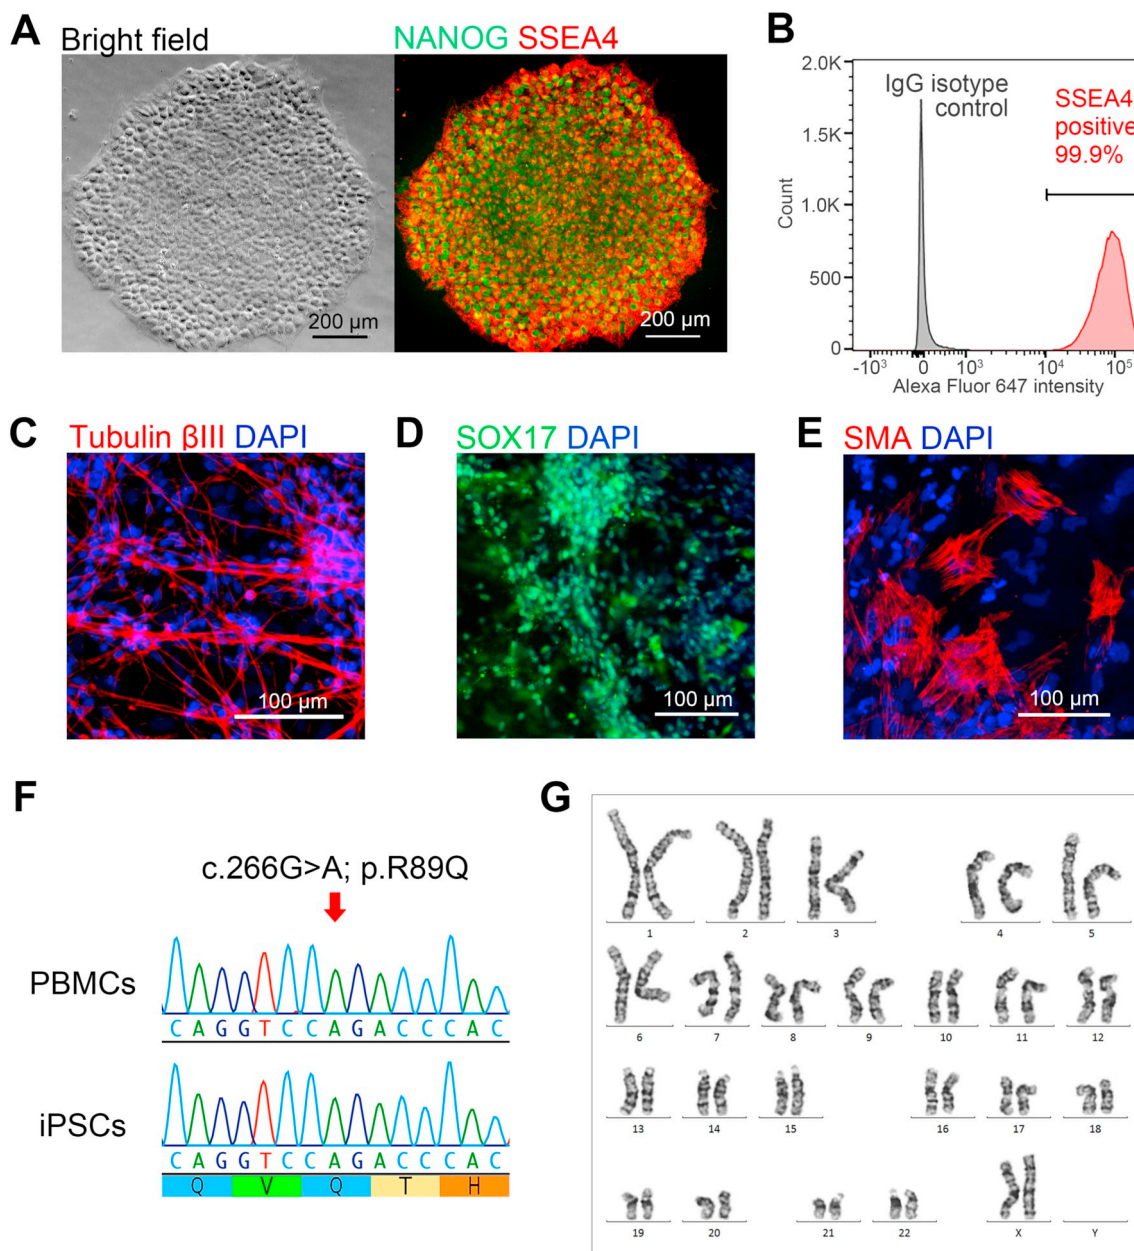 A
Bright field
NANOG SSEA4
200 µm
200 µm
B
2.0K
1.5K
1.0K
500
0
Count
IgG isotype
control
SSEA4
positive
99.9%
-10³ 0 10³ 10⁴ 10⁵
Alexa Fluor 647 intensity
C
Tubulin βIII DAPI
100 µm
D
SOX17 DAPI
100 µm
E
SMA DAPI
100 µm
F
c.266G>A; p.R89Q
PBMCs
C A G G T C C A G A C C C A C
iPSCs
C A G G T C C A G A C C C A C
Q V Q T H
G
1 2 3 4 5
6 7 8 9 10 11 12
13 14 15 16 17 18
19 20 21 22 X Y